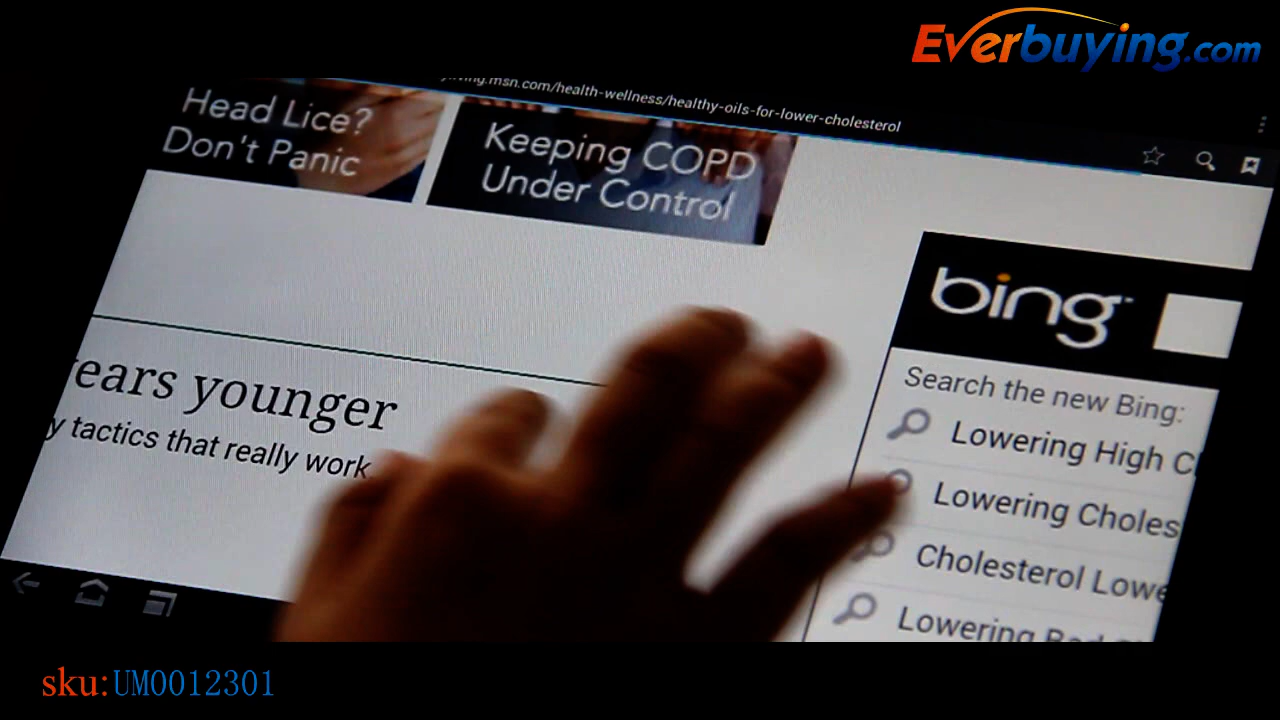 Everbuying.com
.msn.com/health-wellness/healthy-oils-for-lower-cholesterol
Head Lice?
Don't Panic
Keeping COPD
Under Control
bing
Search the new Bing:
Lowering High
Lowering Choles
Cholesterol Lowe
Lowering
ears younger
y tactics that really work.
sku:UM0012301